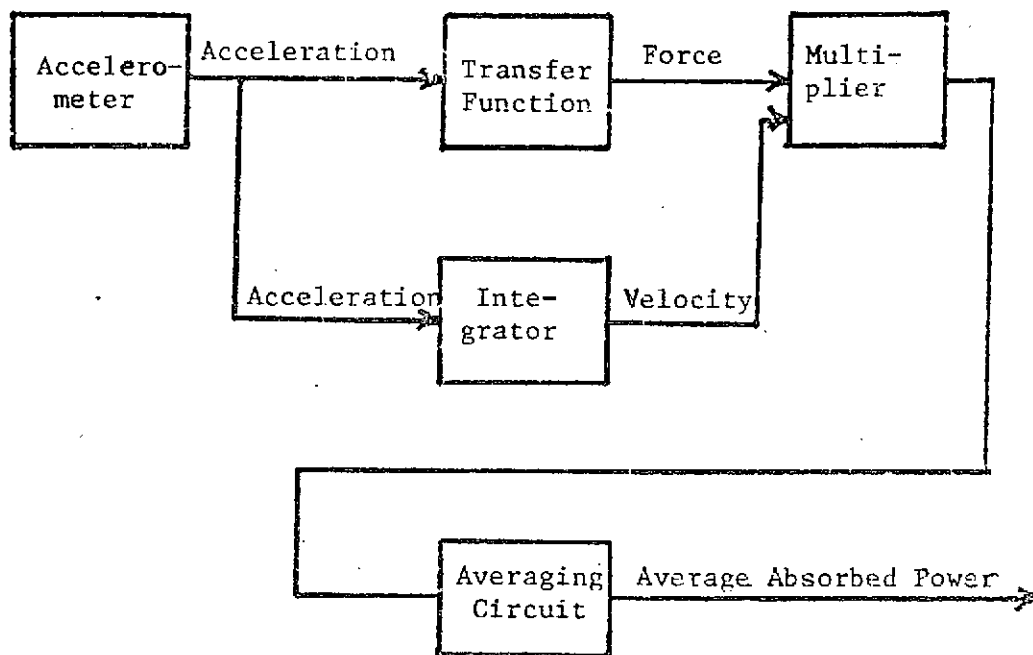 Accelero-
meter
Acceleration
Transfer
Function
Force
Multi-
plier
Acceleration
Inte-
grator
Velocity
Averaging
Circuit
Average Absorbed Power